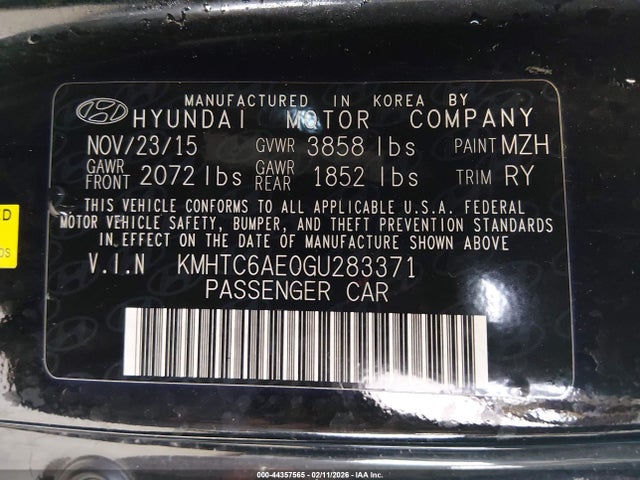 MANUFACTURED IN KOREA BY
HYUNDAI MOTOR COMPANY
NOV/23/15 GVWR 3858 lbs PAINT MZH
GAWR FRONT 2072 lbs GAWR REAR 1852 lbs TRIM RY
THIS VEHICLE CONFORMS TO ALL APPLICABLE U.S.A. FEDERAL
MOTOR VEHICLE SAFETY, BUMPER, AND THEFT PREVENTION STANDARDS
IN EFFECT ON THE DATE OF MANUFACTURE SHOWN ABOVE
V.I.N KMHTC6AE0GU283371
PASSENGER CAR
IAA-44357565 - 02/11/2026 - IAA Inc.